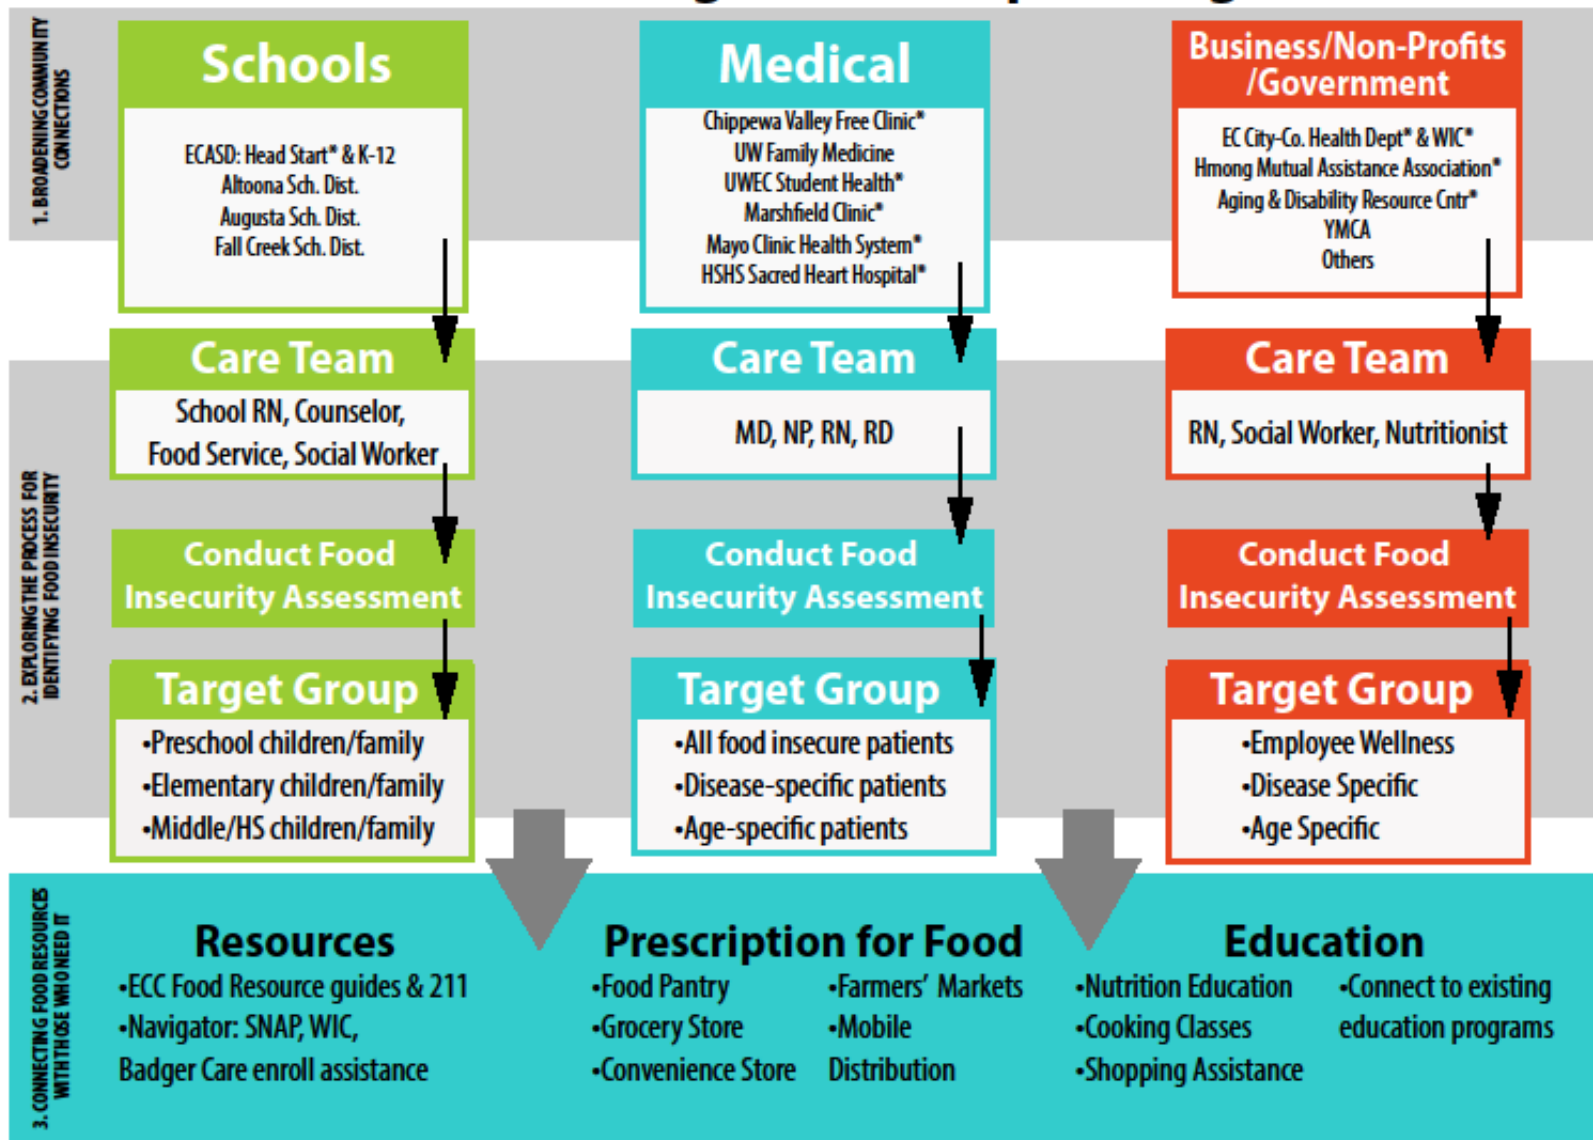 1. BROADENING COMMUNITY
CONNECTIONS
Schools
ECASD: Head Start* & K-12
Altoona Sch. Dist.
Augusta Sch. Dist.
Fall Creek Sch. Dist.
Medical
Chippewa Valley Free Clinic*
UW Family Medicine
UWEC Student Health*
Marshfield Clinic*
Mayo Clinic Health System*
HSHS Sacred Heart Hospital*
Business/Non-Profits
/Government
EC City-Co. Health Dept* & WIC*
Hmong Mutual Assistance Association*
Aging & Disability Resource Cntr*
YMCA
Others
2. EXPLORING THE PROCESS FOR
IDENTIFYING FOOD INSECURITY
Care Team
School RN, Counselor,
Food Service, Social Worker
Care Team
MD, NP, RN, RD
Care Team
RN, Social Worker, Nutritionist
Conduct Food
Insecurity Assessment
Conduct Food
Insecurity Assessment
Conduct Food
Insecurity Assessment
Target Group
•Preschool children/family
•Elementary children/family
•Middle/HS children/family
Target Group
•All food insecure patients
•Disease-specific patients
•Age-specific patients
Target Group
•Employee Wellness
•Disease Specific
•Age Specific
3. CONNECTING FOOD RESOURCES
WITH THOSE WHO NEED IT
Resources
•ECC Food Resource guides & 211
•Navigator: SNAP, WIC,
Badger Care enroll assistance
Prescription for Food
•Food Pantry
•Grocery Store
•Convenience Store
•Farmers' Markets
•Mobile
Distribution
Education
•Nutrition Education
•Cooking Classes
•Shopping Assistance
•Connect to existing
education programs